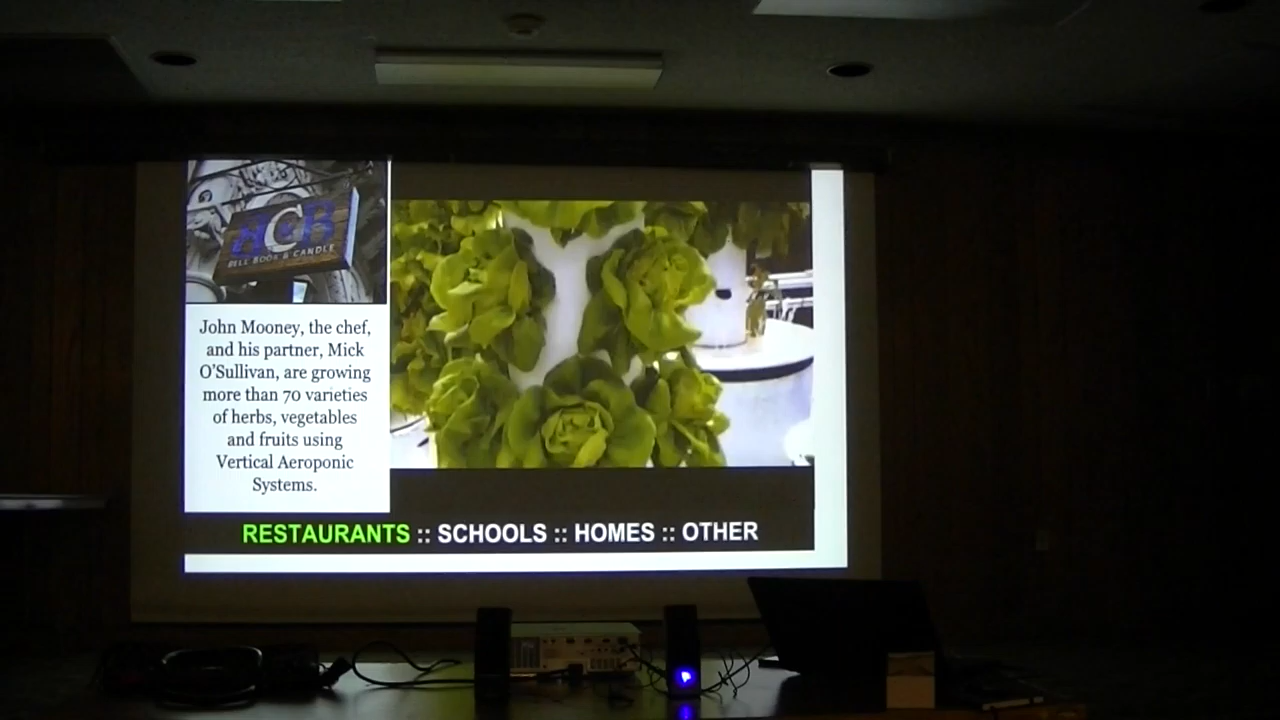 BCB
BELL BOOK & CANDLE
John Mooney, the chef,
and his partner, Mick
O'Sullivan, are growing
more than 70 varieties
of herbs, vegetables
and fruits using
Vertical Aeroponic
Systems.
RESTAURANTS :: SCHOOLS :: HOMES :: OTHER